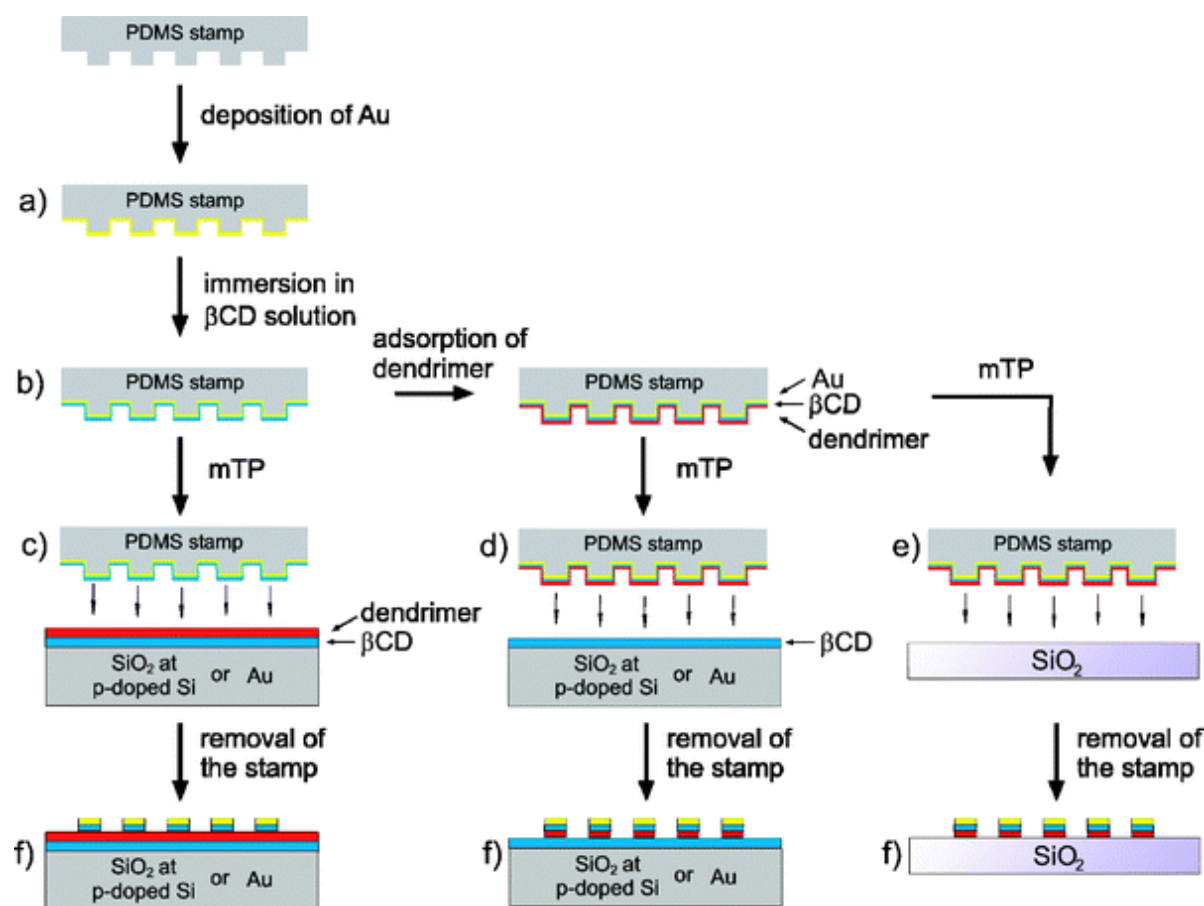 PDMS stamp
deposition of Au
a)
PDMS stamp
immersion in
βCD solution
adsorption of
dendrimer
b)
PDMS stamp
PDMS stamp
Au
βCD
dendrimer
mTP
mTP
mTP
c)
PDMS stamp
d)
PDMS stamp
e)
PDMS stamp
dendrimer
βCD
SiO₂ at
p-doped Si or Au
βCD
SiO₂ at
p-doped Si or Au
SiO₂
removal of
the stamp
removal of
the stamp
removal of
the stamp
f)
SiO₂ at
p-doped Si or Au
f)
SiO₂ at
p-doped Si or Au
f)
SiO₂